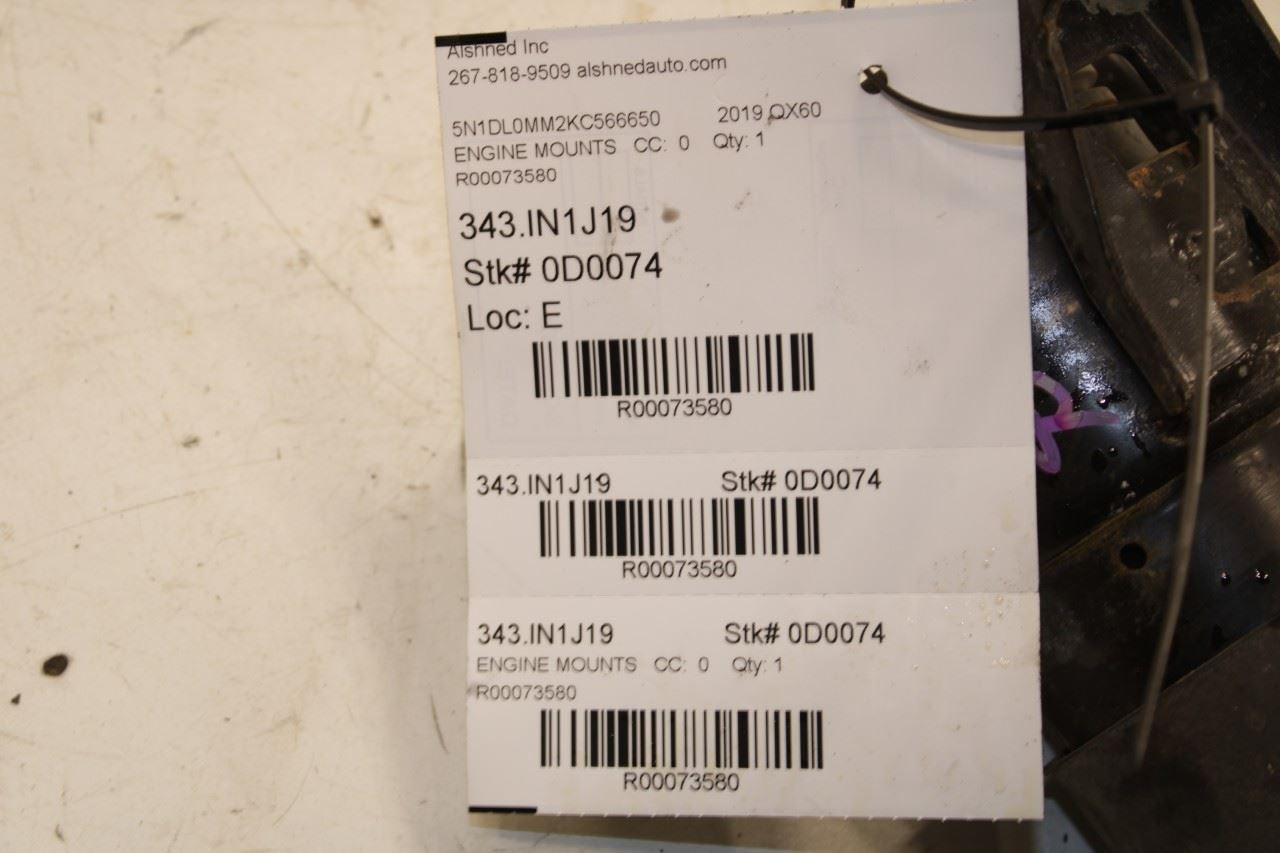 Alshned Inc
267-818-9509 alshnedauto.com
5N1DL0MM2KC566650 2019 QX60
ENGINE MOUNTS CC: 0 Qty: 1
R00073580
343.IN1J19
Stk# 0D0074
Loc: E
R00073580
343.IN1J19 Stk# 0D0074
R00073580
343.IN1J19 Stk# 0D0074
ENGINE MOUNTS CC: 0 Qty: 1
R00073580
R00073580